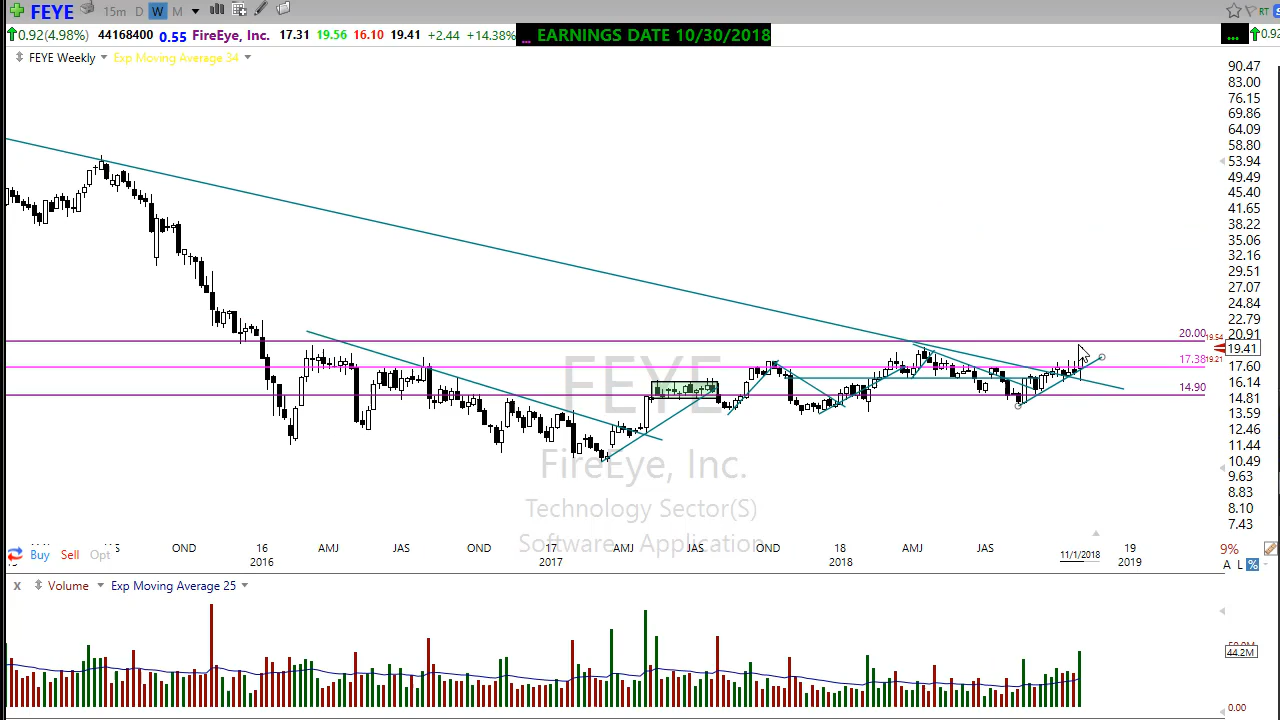 FEYE 15m D W M RT
0.92(4.98%) 44168400 0.55 FireEye, Inc. 17.31 19.56 16.10 19.41 +2.44 +14.38% ... EARNINGS DATE 10/30/2018 ... 0.92
FEYE Weekly Exp Moving Average 34
90.47
83.00
76.15
69.86
64.09
58.80
53.94
49.49
45.40
41.65
38.22
35.06
32.16
29.51
27.07
24.84
22.79
20.00 20.91
19.54
19.41
17.38 19.21
17.60
16.14
14.90
14.81
13.59
12.46
11.44
10.49
9.63
8.83
8.10
7.43
FEYE
FireEye, Inc.
Technology Sector(S)
Software - Application
OND 16 AMJ JAS OND 17 AMJ JAS OND 18 AMJ JAS 19
2016 2017 2018 11/1/2018 2019
Buy Sell Opt
9%
A L %
X Volume Exp Moving Average 25
44.2M
0.00